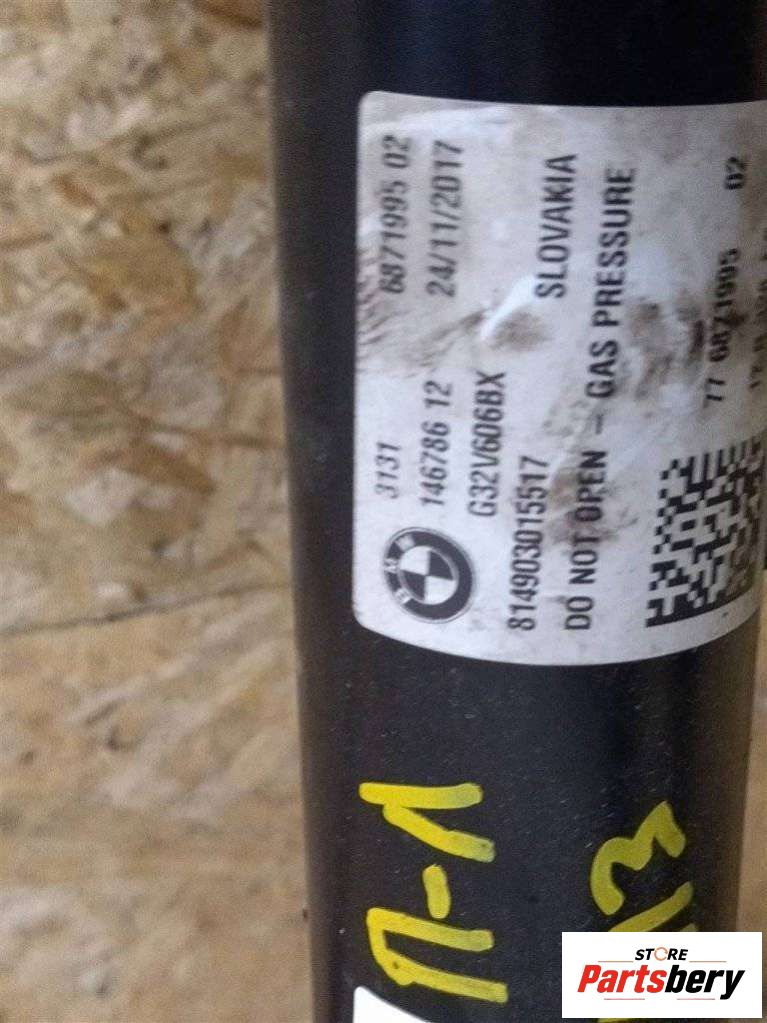 3131 6871995 02
146786 12 24/11/2017
G32V606BX
814903015517 SLOVAKIA
DO NOT OPEN – GAS PRESSURE
77 6871995 02
BMW
П-Л
STORE
Partsbery